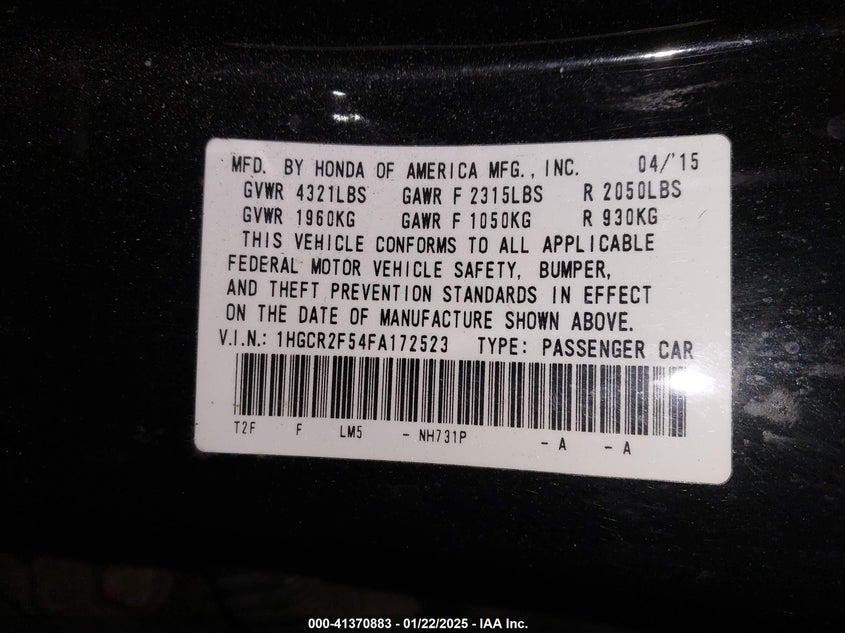 MFD. BY HONDA OF AMERICA MFG., INC. 04/'15
GVWR 4321LBS GAWR F 2315LBS R 2050LBS
GVWR 1960KG GAWR F 1050KG R 930KG
THIS VEHICLE CONFORMS TO ALL APPLICABLE
FEDERAL MOTOR VEHICLE SAFETY, BUMPER,
AND THEFT PREVENTION STANDARDS IN EFFECT
ON THE DATE OF MANUFACTURE SHOWN ABOVE.
V.I.N.: 1HGCR2F54FA172523 TYPE: PASSENGER CAR
T2F F LM5 - NH731P - A - A
000-41370883 - 01/22/2025 - IAA Inc.